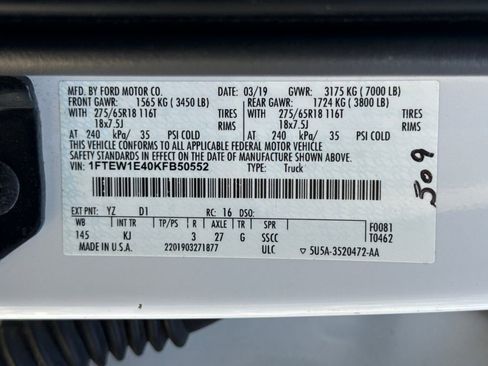 MFD. BY FORD MOTOR CO. 03/19 GVWR: 3175 KG ( 7000 LB)
FRONT GAWR: 1565 KG ( 3450 LB) REAR GAWR: 1724 KG ( 3800 LB)
WITH 275/65R18 116T TIRES WITH 275/65R18 116T TIRES
18x7.5J RIMS 18x7.5J RIMS
AT 240 kPa/ 35 PSI COLD AT 240 kPa/ 35 PSI COLD
THIS VEHICLE CONFORMS TO ALL APPLICABLE FEDERAL MOTOR VEHICLE
SAFETY AND THEFT PREVENTION STANDARDS IN EFFECT ON THE DATE OF MANUFACTURE SHOWN ABOVE.
VIN: 1FTEW1E40KFB50552 TYPE: Truck
509
EXT PNT: YZ D1 RC: 16 DSO: F0081
WB INT TR TP/PS R AXLE TR SPR T0462
145 KJ 3 27 G SSCC
MADE IN U.S.A. 2201903271877 ULC 5U5A-3520472-AA